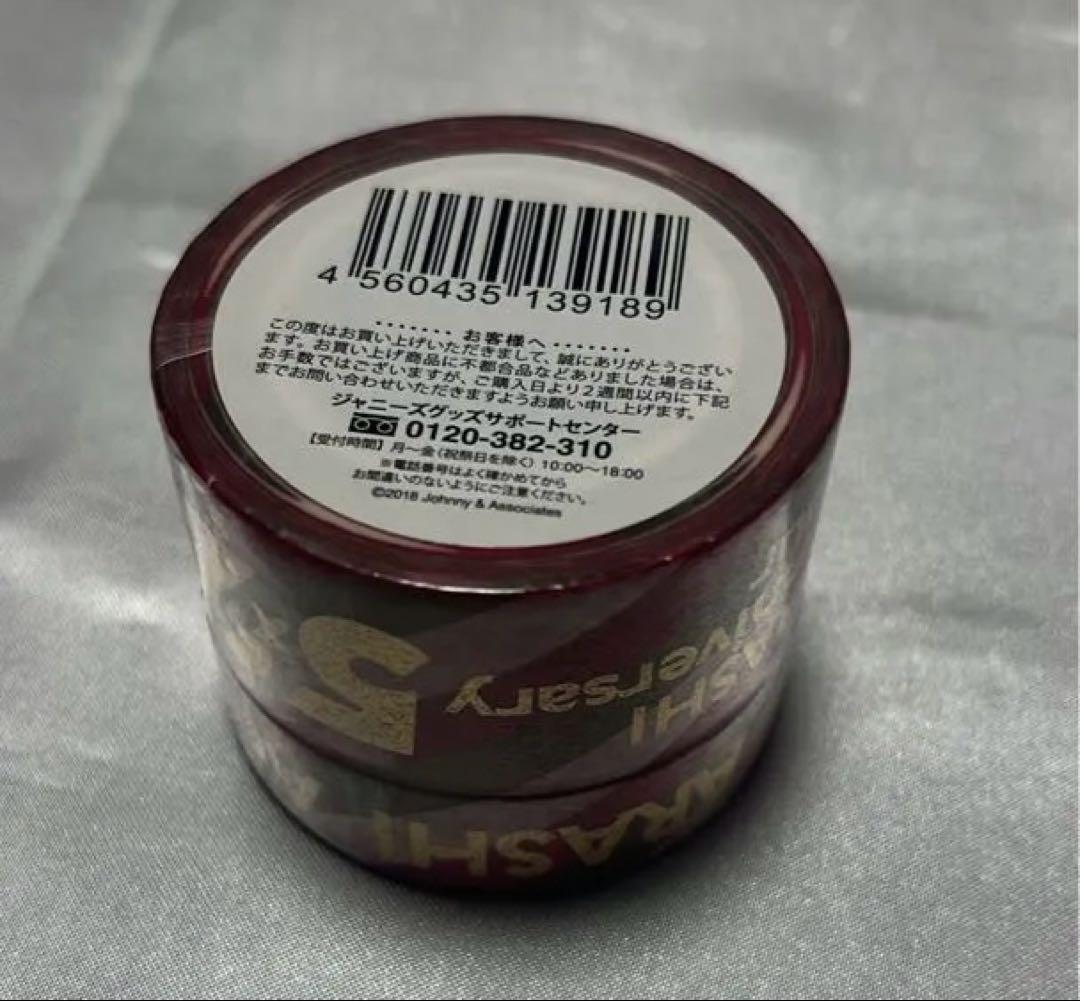 4 560435 139189
お客様へ
この度はお買い上げいただきまして、誠にありがとうござい
ます。お買い上げ商品に不都合品などありました場合は、
お手数ではございますが、ご購入日より2週間以内に下記
までお問い合わせいただきますようお願い申し上げます。
ジャニーズグッズサポートセンター
0120-382-310
【受付時間】月〜金(祝祭日を除く) 10:00〜18:00
※電話番号はよく確かめてから
お間違いのないようにご注意ください。
©2018 Johnny & Associates
5
ARASHI